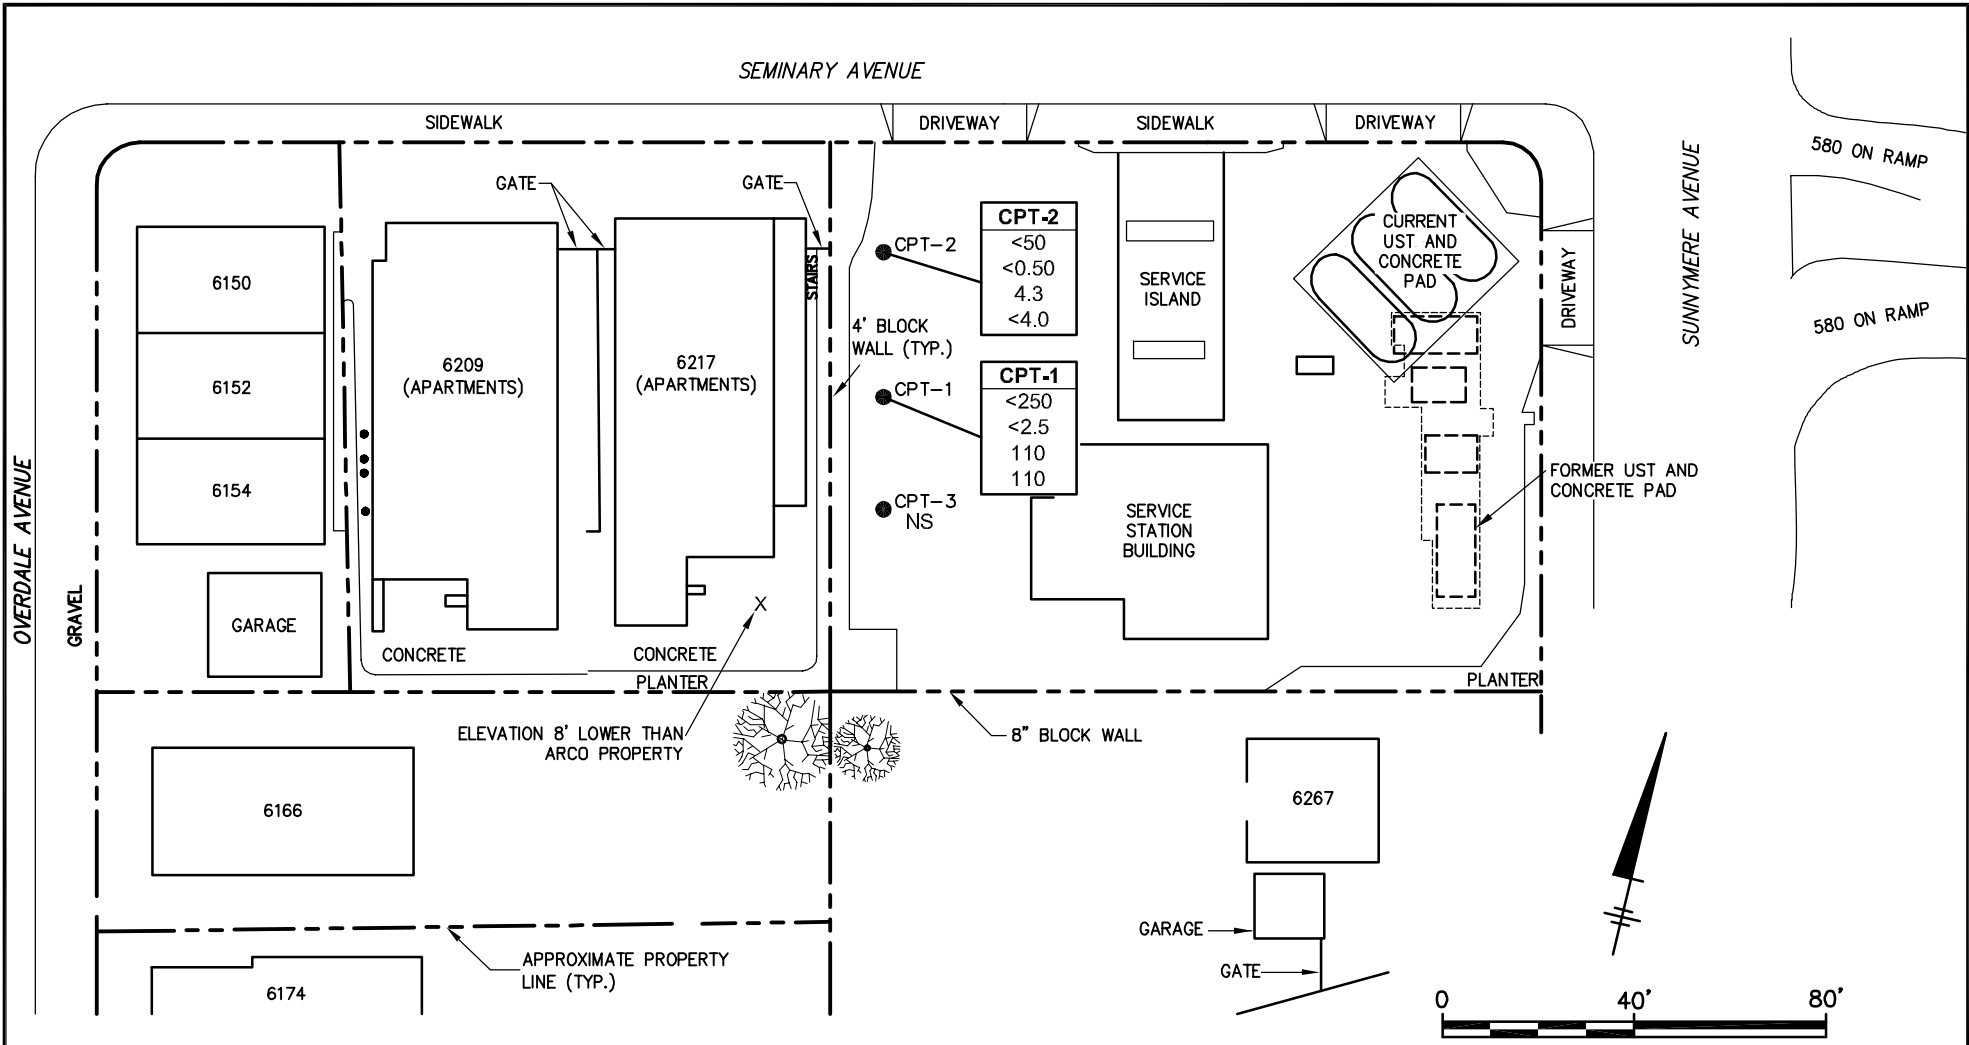 SEMINARY AVENUE
SIDEWALK
DRIVEWAY
SIDEWALK
DRIVEWAY
580 ON RAMP
SUNNYMERE AVENUE
GATE
GATE
CPT-2
<50
<0.50
4.3
<4.0
CPT-2
CURRENT
UST AND
CONCRETE
PAD
STAIRS
6150
SERVICE
ISLAND
DRIVEWAY
580 ON RAMP
4' BLOCK
WALL (TYP.)
6209
(APARTMENTS)
6217
(APARTMENTS)
6152
CPT-1
CPT-1
<250
<2.5
110
110
6154
CPT-3
NS
SERVICE
STATION
BUILDING
FORMER UST AND
CONCRETE PAD
OVERDALE AVENUE
GRAVEL
X
GARAGE
CONCRETE
CONCRETE
PLANTER
PLANTER
ELEVATION 8' LOWER THAN
ARCO PROPERTY
8" BLOCK WALL
6166
6267
GARAGE
GATE
APPROXIMATE PROPERTY
LINE (TYP.)
6174
0 40' 80'